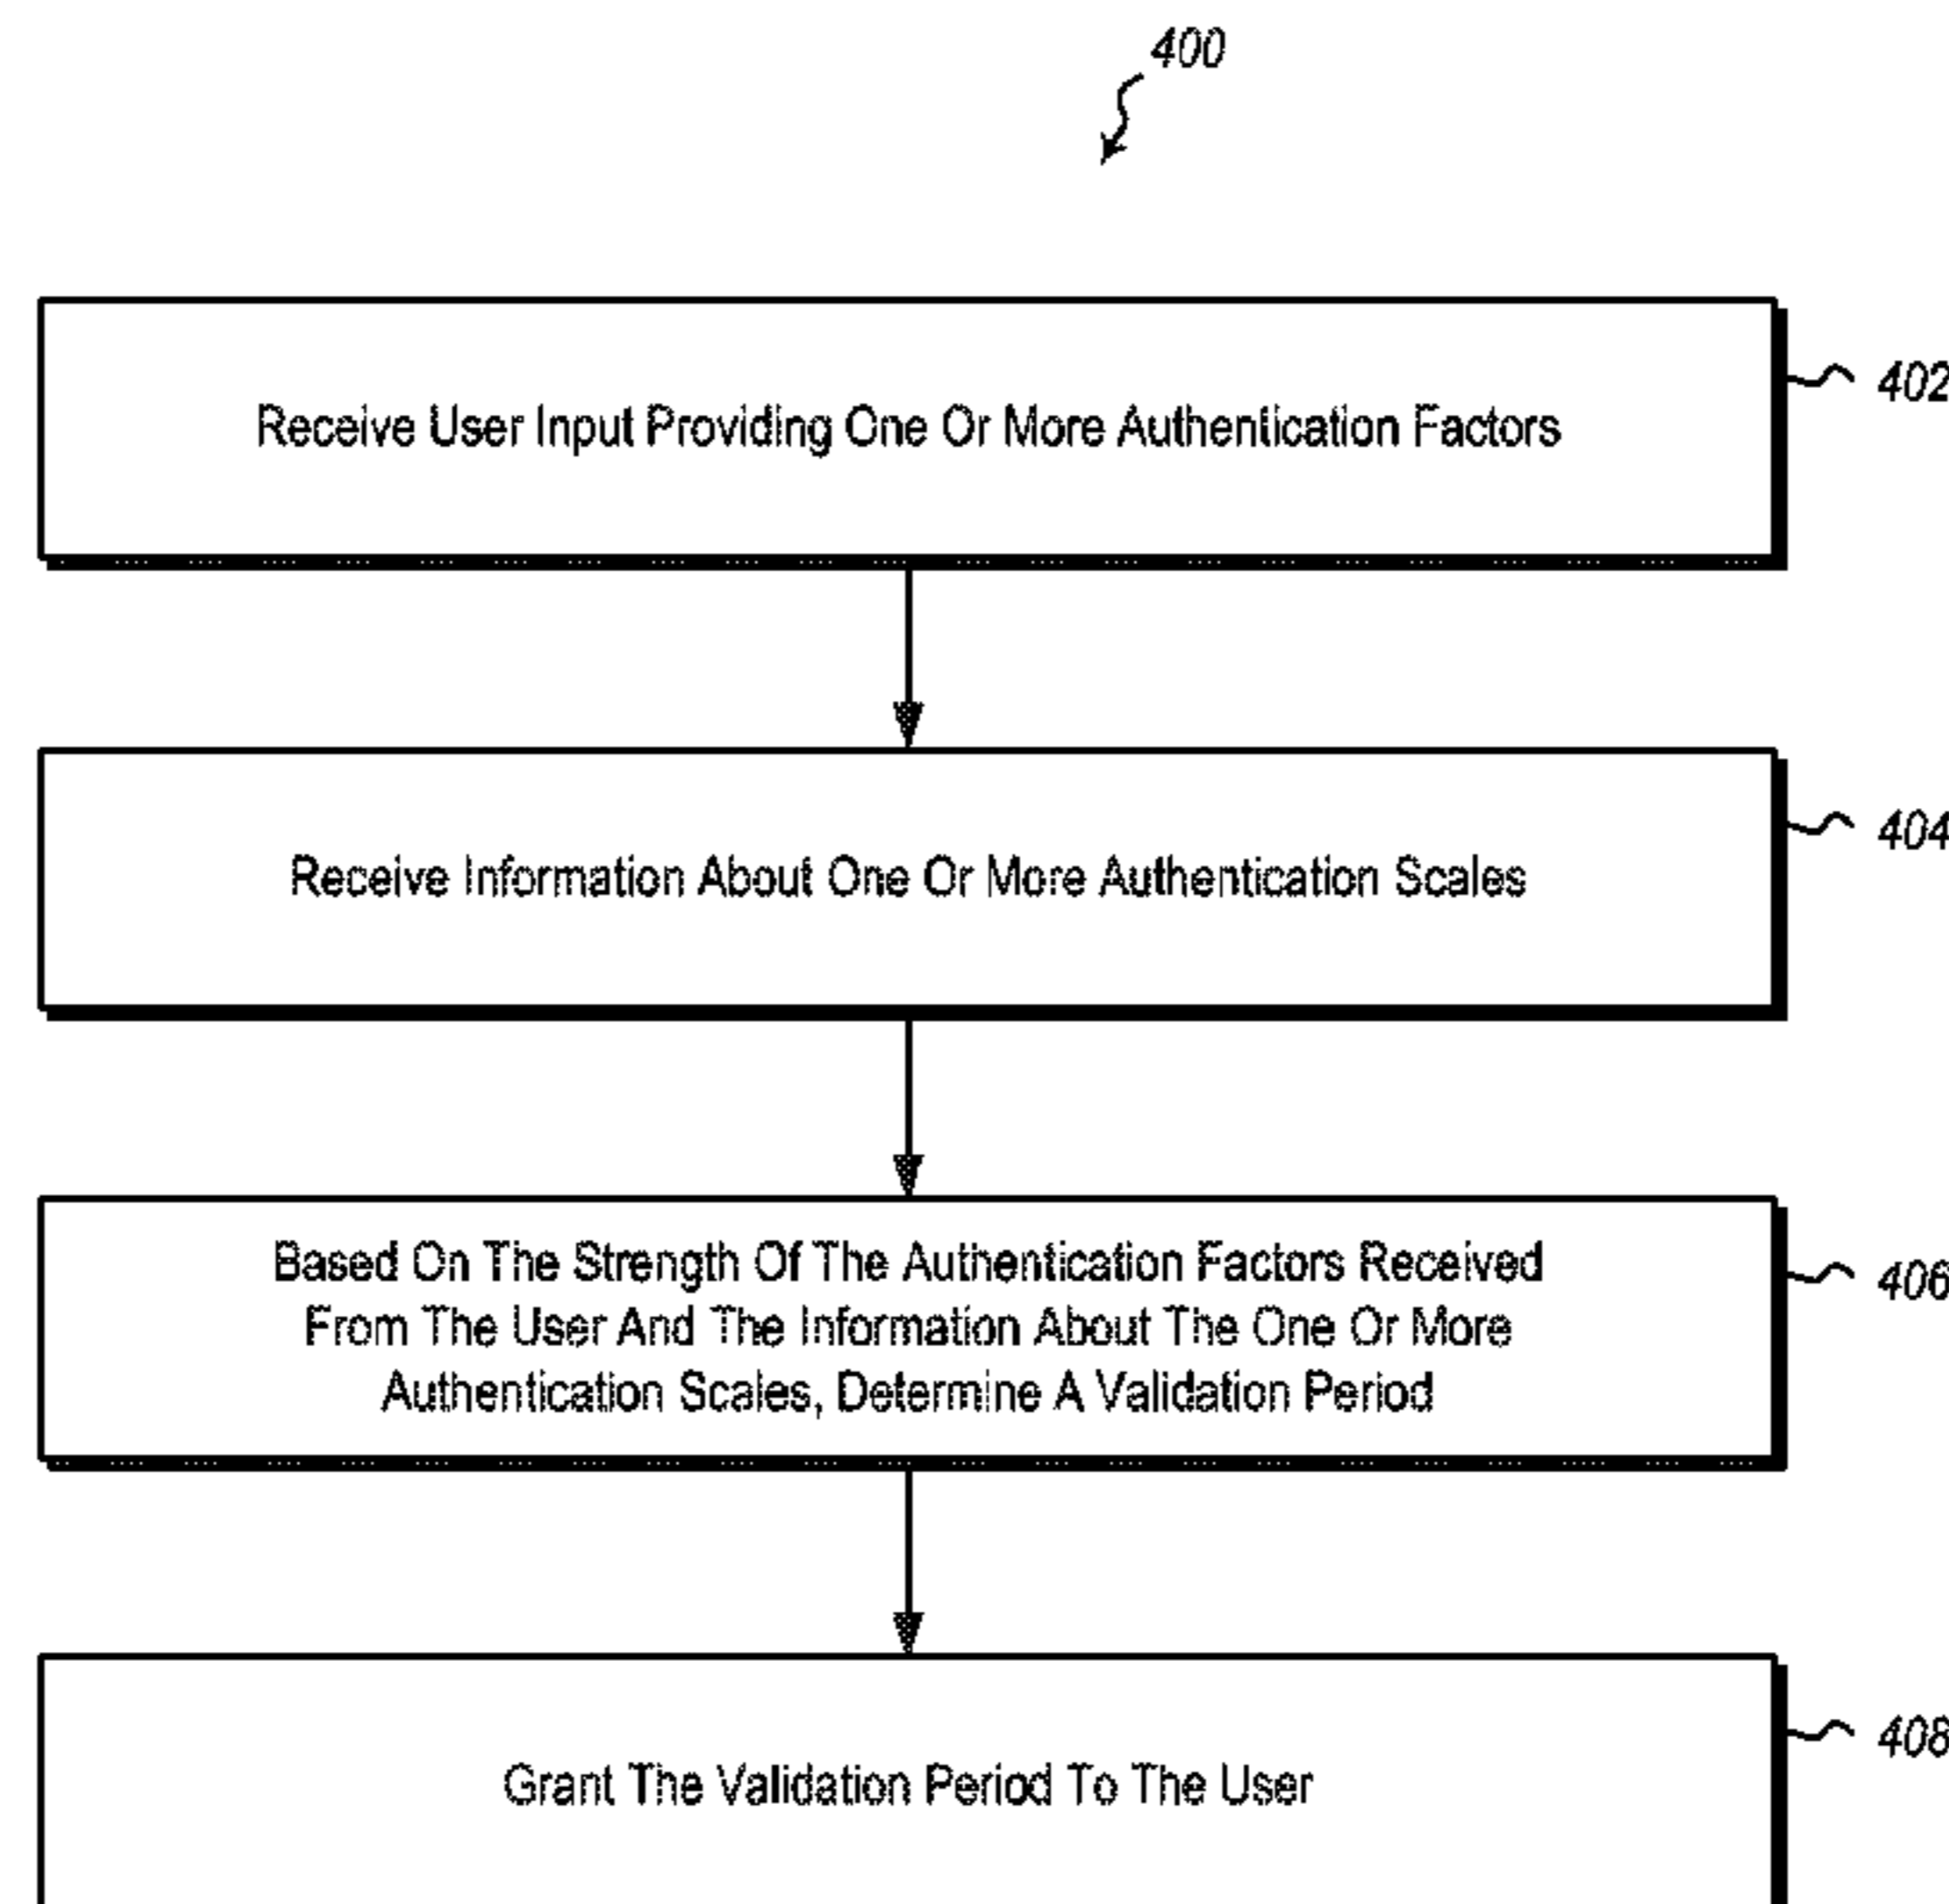 400
Receive User Input Providing One Or More Authentication Factors
402
Receive Information About One Or More Authentication Scales
404
Based On The Strength Of The Authentication Factors Received
From The User And The Information About The One Or More
Authentication Scales, Determine A Validation Period
406
Grant The Validation Period To The User
408